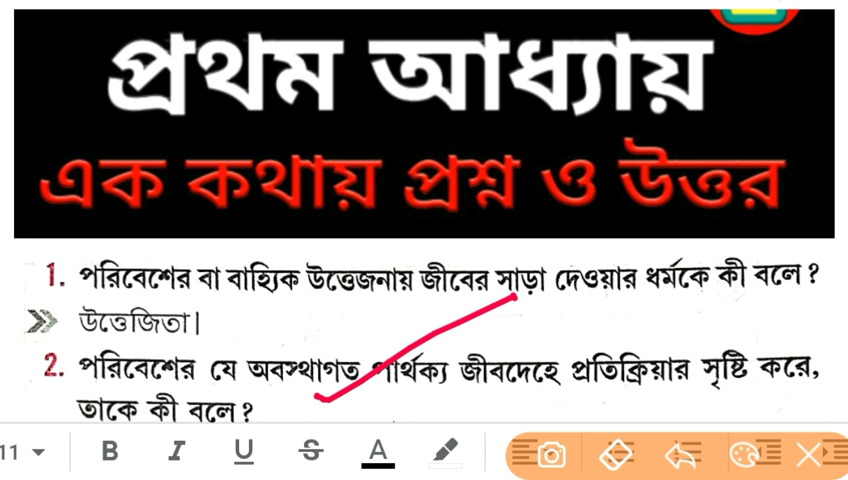 প্রথম আধ্যায়
এক কথায় প্রশ্ন ও উত্তর
1. পরিবেশের বা বাহ্যিক উত্তেজনায় জীবের সাড়া দেওয়ার ধর্মকে কী বলে?
» উত্তেজিতা।
2. পরিবেশের যে অবস্থাগত পার্থক্য জীবদেহে প্রতিক্রিয়ার সৃষ্টি করে,
তাকে কী বলে?
11 B I U S A